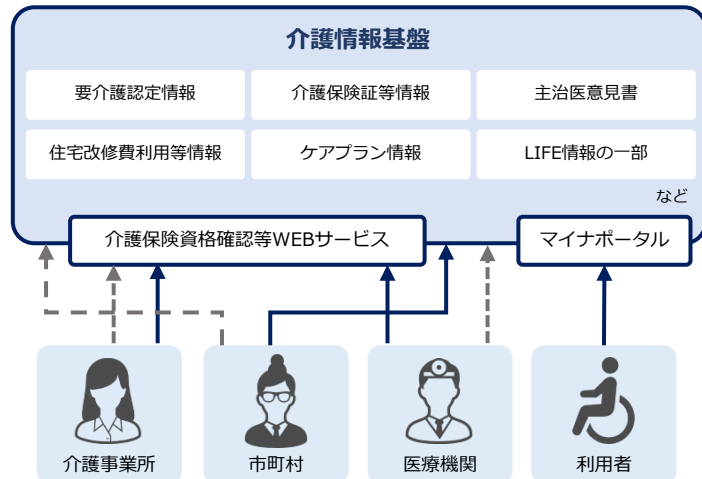 介護情報基盤
要介護認定情報
介護保険証等情報
主治医意見書
住宅改修費利用等情報
ケアプラン情報
LIFE情報の一部
など
介護保険資格確認等WEBサービス
マイナポータル
介護事業所
市町村
医療機関
利用者